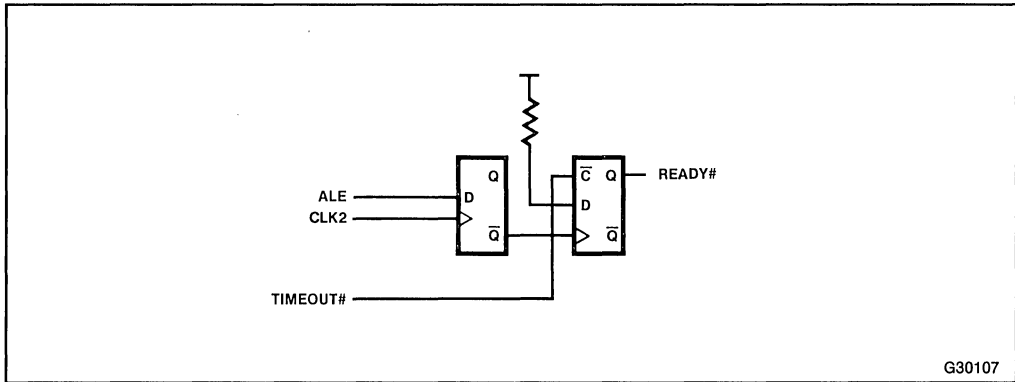 Q
ALE
D
CLK2
Q̅
C̅ Q READY#
D
Q̅
TIMEOUT#
G30107